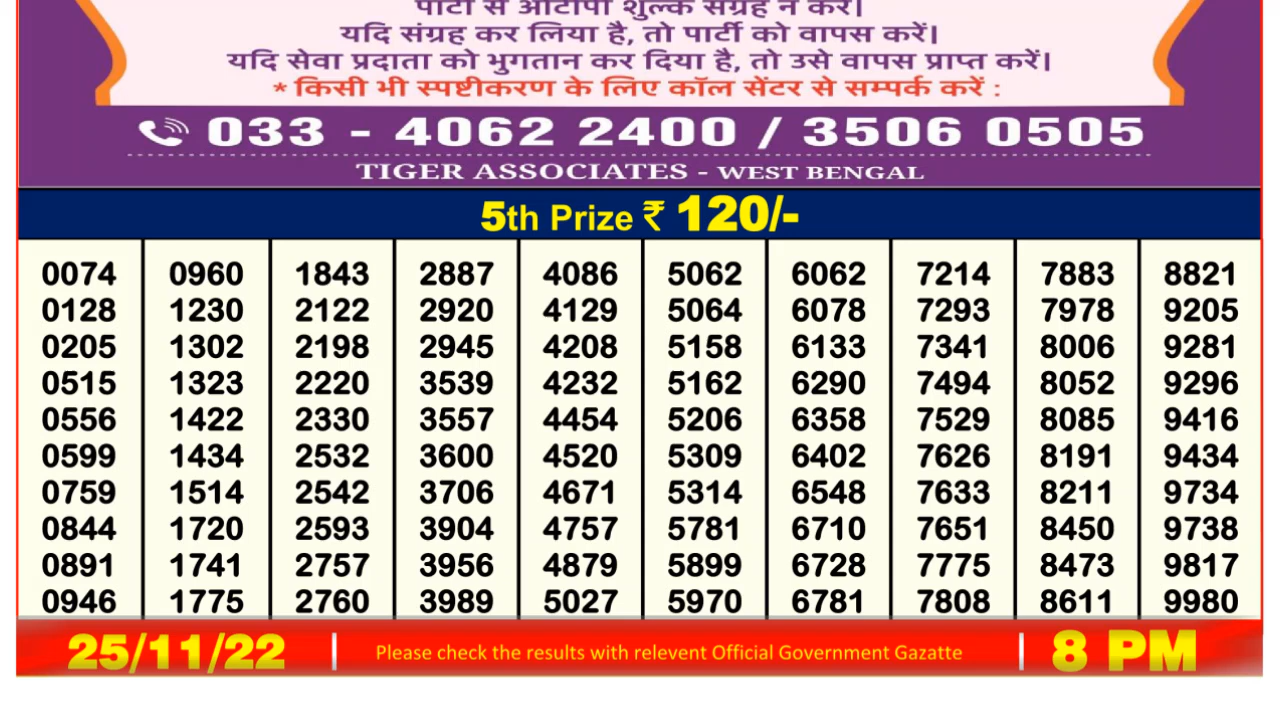 यदि संग्रह कर लिया है, तो पार्टी को वापस करें।
यदि सेवा प्रदाता को भुगतान कर दिया है, तो उसे वापस प्राप्त करें।
* किसी भी स्पष्टीकरण के लिए कॉल सेंटर से सम्पर्क करें :
033 - 4062 2400 / 3506 0505
TIGER ASSOCIATES - WEST BENGAL
5th Prize ₹ 120/-
0074 0960 1843 2887 4086 5062 6062 7214 7883 8821
0128 1230 2122 2920 4129 5064 6078 7293 7978 9205
0205 1302 2198 2945 4208 5158 6133 7341 8006 9281
0515 1323 2220 3539 4232 5162 6290 7494 8052 9296
0556 1422 2330 3557 4454 5206 6358 7529 8085 9416
0599 1434 2532 3600 4520 5309 6402 7626 8191 9434
0759 1514 2542 3706 4671 5314 6548 7633 8211 9734
0844 1720 2593 3904 4757 5781 6710 7651 8450 9738
0891 1741 2757 3956 4879 5899 6728 7775 8473 9817
0946 1775 2760 3989 5027 5970 6781 7808 8611 9980
25/11/22 | Please check the results with relevent Official Government Gazatte | 8 PM